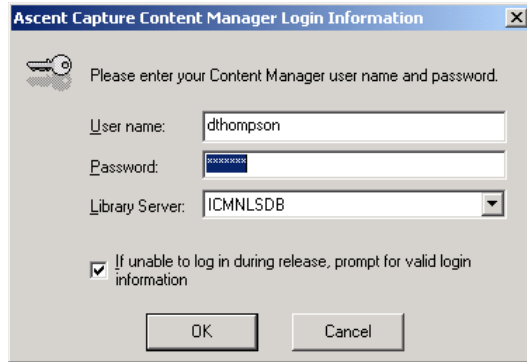 Ascent Capture Content Manager Login Information
Please enter your Content Manager user name and password.
User name: dthompson
Password: *******
Library Server: ICMNLSDB
If unable to log in during release, prompt for valid login
information
OK Cancel